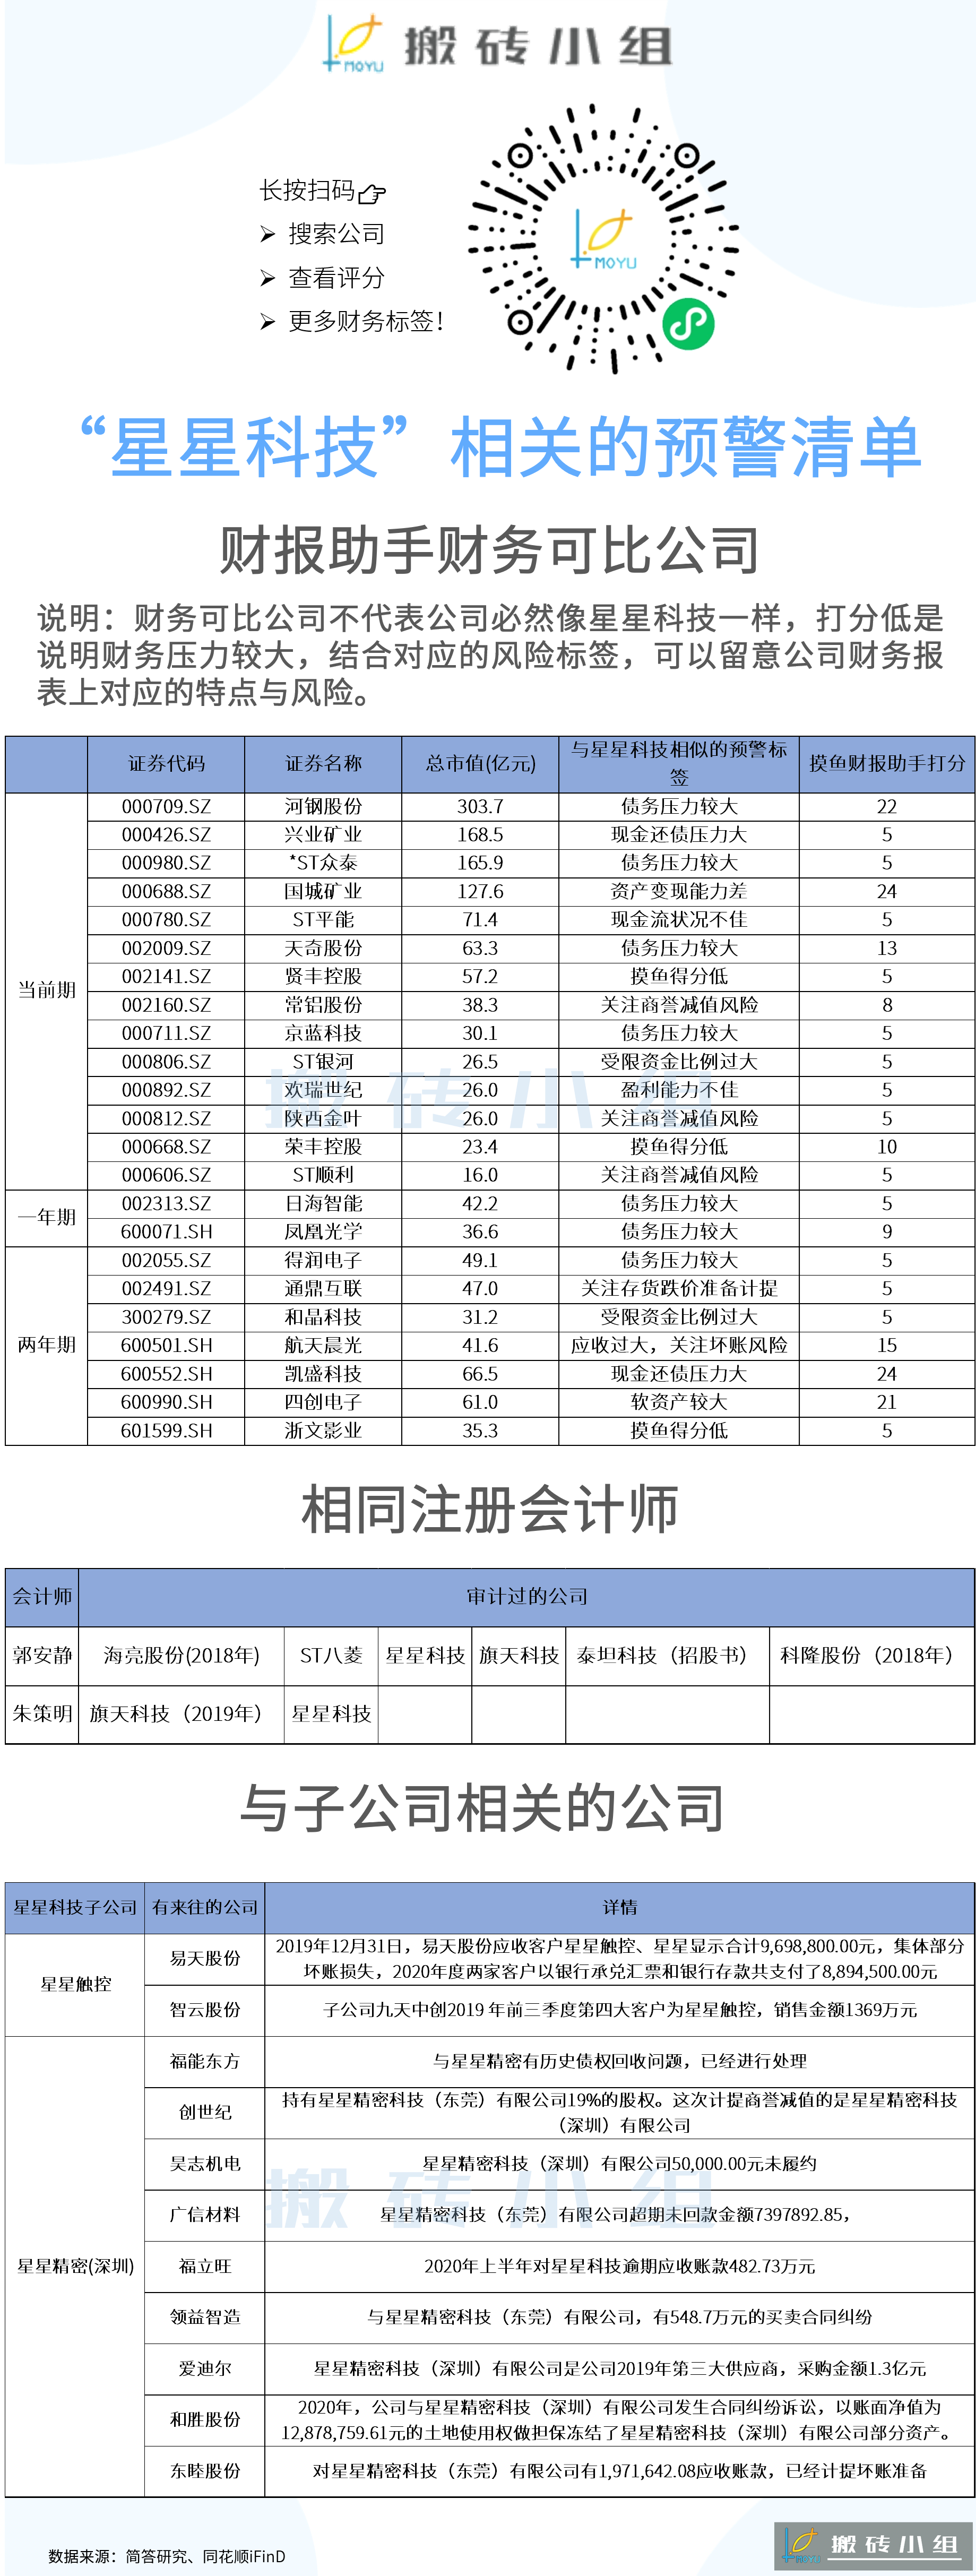 MOYU 搬砖小组
长按扫码
➢ 搜索公司
➢ 查看评分
➢ 更多财务标签！
MOYU
“星星科技”相关的预警清单
财报助手财务可比公司
说明：财务可比公司不代表公司必然像星星科技一样，打分低是
说明财务压力较大，结合对应的风险标签，可以留意公司财务报
表上对应的特点与风险。
证券代码 证券名称 总市值(亿元) 与星星科技相似的预警标签 摸鱼财报助手打分
当前期
000709.SZ 河钢股份 303.7 债务压力较大 22
000426.SZ 兴业矿业 168.5 现金还债压力大 5
000980.SZ *ST众泰 165.9 债务压力较大 5
000688.SZ 国城矿业 127.6 资产变现能力差 24
000780.SZ ST平能 71.4 现金流状况不佳 5
002009.SZ 天奇股份 63.3 债务压力较大 13
002141.SZ 贤丰控股 57.2 摸鱼得分低 5
002160.SZ 常铝股份 38.3 关注商誉减值风险 8
000711.SZ 京蓝科技 30.1 债务压力较大 5
000806.SZ ST银河 26.5 受限资金比例过大 5
000892.SZ 欢瑞世纪 26.0 盈利能力不佳 5
000812.SZ 陕西金叶 26.0 关注商誉减值风险 5
000668.SZ 荣丰控股 23.4 摸鱼得分低 10
000606.SZ ST顺利 16.0 关注商誉减值风险 5
一年期
002313.SZ 日海智能 42.2 债务压力较大 5
600071.SH 凤凰光学 36.6 债务压力较大 9
两年期
002055.SZ 得润电子 49.1 债务压力较大 5
002491.SZ 通鼎互联 47.0 关注存货跌价准备计提 5
300279.SZ 和晶科技 31.2 受限资金比例过大 5
600501.SH 航天晨光 41.6 应收过大，关注坏账风险 15
600552.SH 凯盛科技 66.5 现金还债压力大 24
600990.SH 四创电子 61.0 软资产较大 21
601599.SH 浙文影业 35.3 摸鱼得分低 5
搬砖小组
相同注册会计师
会计师 审计过的公司
郭安静 海亮股份(2018年) ST八菱 星星科技 旗天科技 泰坦科技（招股书） 科隆股份（2018年）
朱策明 旗天科技（2019年） 星星科技
与子公司相关的公司
星星科技子公司 有来往的公司 详情
星星触控
易天股份 2019年12月31日，易天股份应收客户星星触控、星星显示合计9,698,800.00元，集体部分
坏账损失，2020年度两家客户以银行承兑汇票和银行存款共支付了8,894,500.00元
智云股份 子公司九天中创2019 年前三季度第四大客户为星星触控，销售金额1369万元
星星精密(深圳)
福能东方 与星星精密有历史债权回收问题，已经进行处理
创世纪 持有星星精密科技（东莞）有限公司19%的股权。这次计提商誉减值的是星星精密科技
（深圳）有限公司
昊志机电 星星精密科技（深圳）有限公司50,000.00元未履约
广信材料 星星精密科技（东莞）有限公司超期末回款金额7397892.85，
福立旺 2020年上半年对星星科技逾期应收账款482.73万元
领益智造 与星星精密科技（东莞）有限公司，有548.7万元的买卖合同纠纷
爱迪尔 星星精密科技（深圳）有限公司是公司2019年第三大供应商，采购金额1.3亿元
和胜股份 2020年，公司与星星精密科技（深圳）有限公司发生合同纠纷诉讼，以账面净值为
12,878,759.61元的土地使用权做担保冻结了星星精密科技（深圳）有限公司部分资产。
东睦股份 对星星精密科技（东莞）有限公司有1,971,642.08应收账款，已经计提坏账准备
搬砖小组
数据来源：简答研究、同花顺iFinD
MOYU 搬砖小组